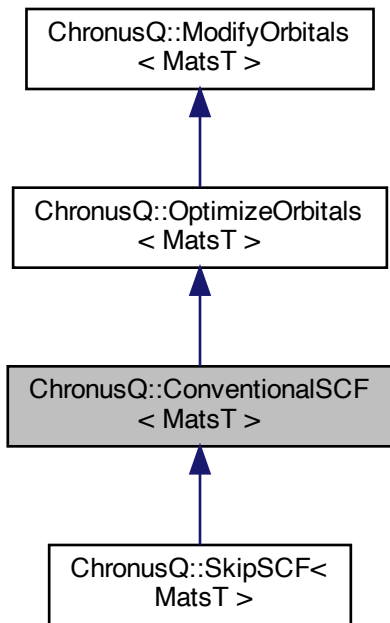 ChronusQ::ModifyOrbitals
< MatsT >
ChronusQ::OptimizeOrbitals
< MatsT >
ChronusQ::ConventionalSCF
< MatsT >
ChronusQ::SkipSCF<
MatsT >